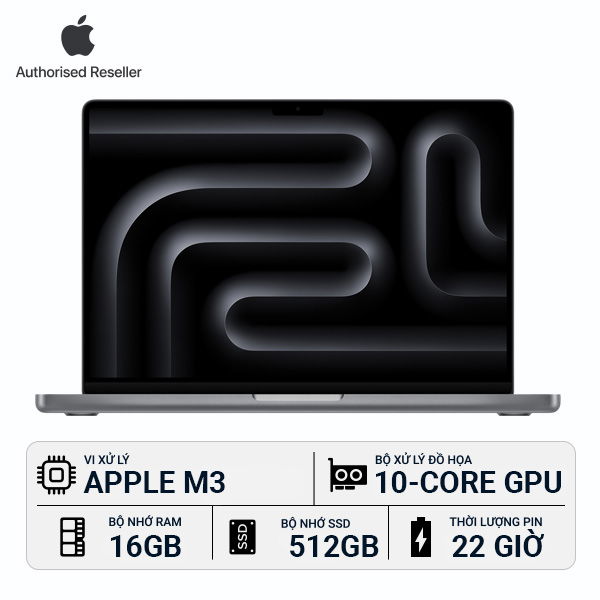 Authorised Reseller
VI XỬ LÝ
APPLE M3
BỘ XỬ LÝ ĐỒ HỌA
10-CORE GPU
BỘ NHỚ RAM
16GB
SSD
BỘ NHỚ SSD
512GB
THỜI LƯỢNG PIN
22 GIỜ